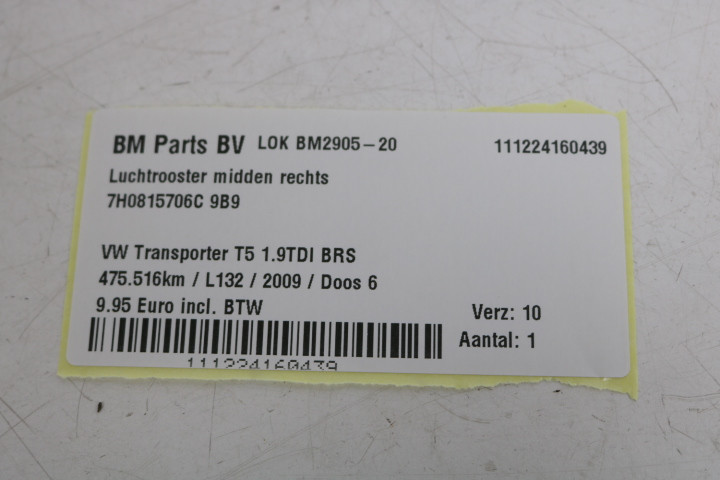 BM Parts BV LOK BM2905-20 111224160439
Luchtrooster midden rechts
7H0815706C 9B9
VW Transporter T5 1.9TDI BRS
475.516km / L132 / 2009 / Doos 6
9.95 Euro incl. BTW
Verz: 10
Aantal: 1
111224160439